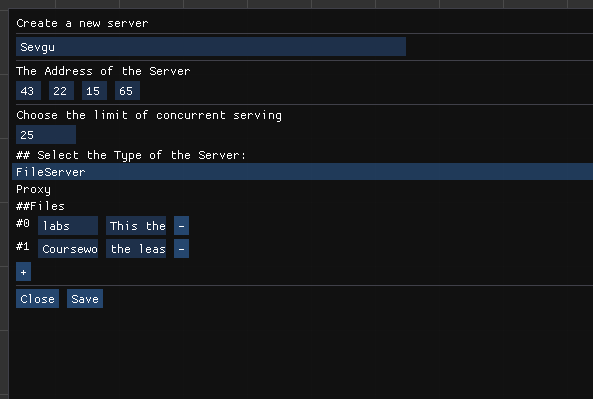 Create a new server
Sevgu
The Address of the Server
43 22 15 65
Choose the limit of concurrent serving
25
## Select the Type of the Server:
FileServer
Proxy
##Files
#0 labs This the -
#1 Coursewo the leas -
+
Close Save